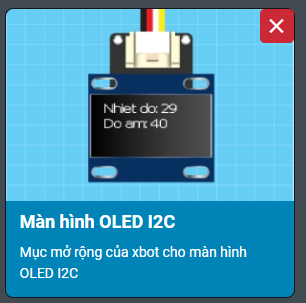 Nhiet do: 29
Do am: 40
Màn hình OLED I2C
Mục mở rộng của xbot cho màn hình
OLED I2C